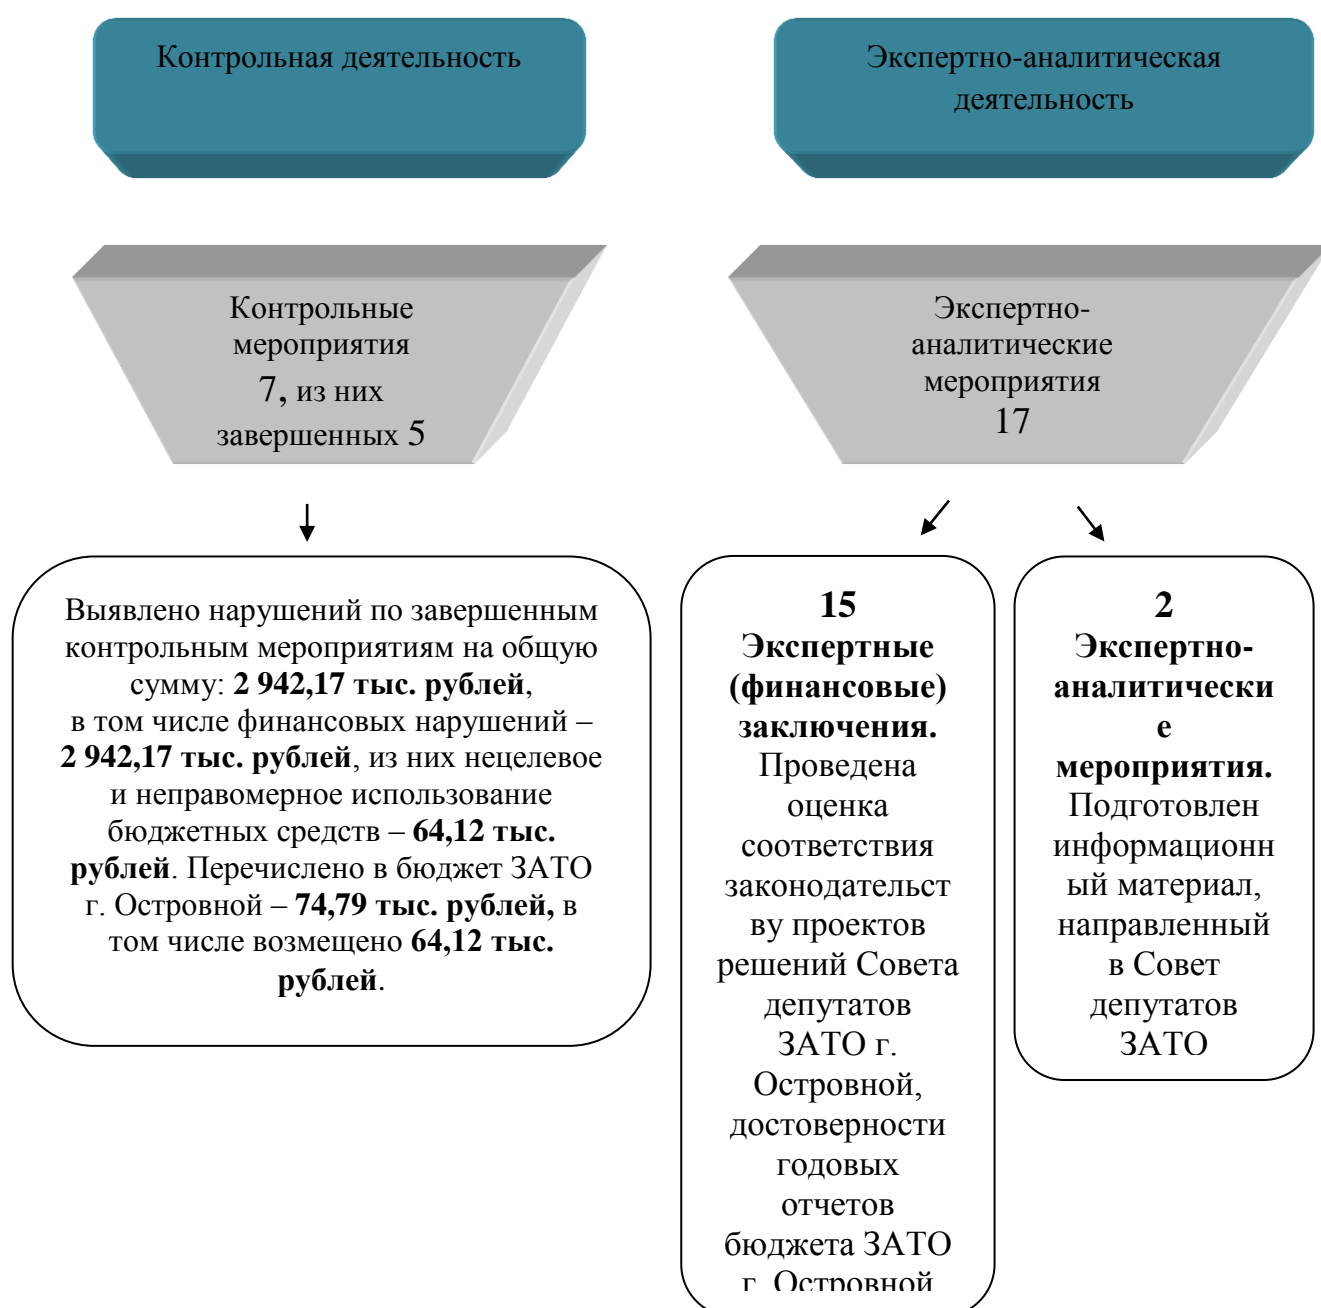 Контрольная деятельность
Экспертно-аналитическая
деятельность
Контрольные
мероприятия
7, из них
завершенных 5
Экспертно-
аналитические
мероприятия
17
Выявлено нарушений по завершенным
контрольным мероприятиям на общую
сумму: 2 942,17 тыс. рублей,
в том числе финансовых нарушений –
2 942,17 тыс. рублей, из них нецелевое
и неправомерное использование
бюджетных средств – 64,12 тыс.
рублей. Перечислено в бюджет ЗАТО
г. Островной – 74,79 тыс. рублей, в
том числе возмещено 64,12 тыс.
рублей.
15
Экспертные
(финансовые)
заключения.
Проведена
оценка
соответствия
законодательст
ву проектов
решений Совета
депутатов
ЗАТО г.
Островной,
достоверности
годовых
отчетов
бюджета ЗАТО
г. Островной
2
Экспертно-
аналитически
е
мероприятия.
Подготовлен
информационн
ый материал,
направленный
в Совет
депутатов
ЗАТО